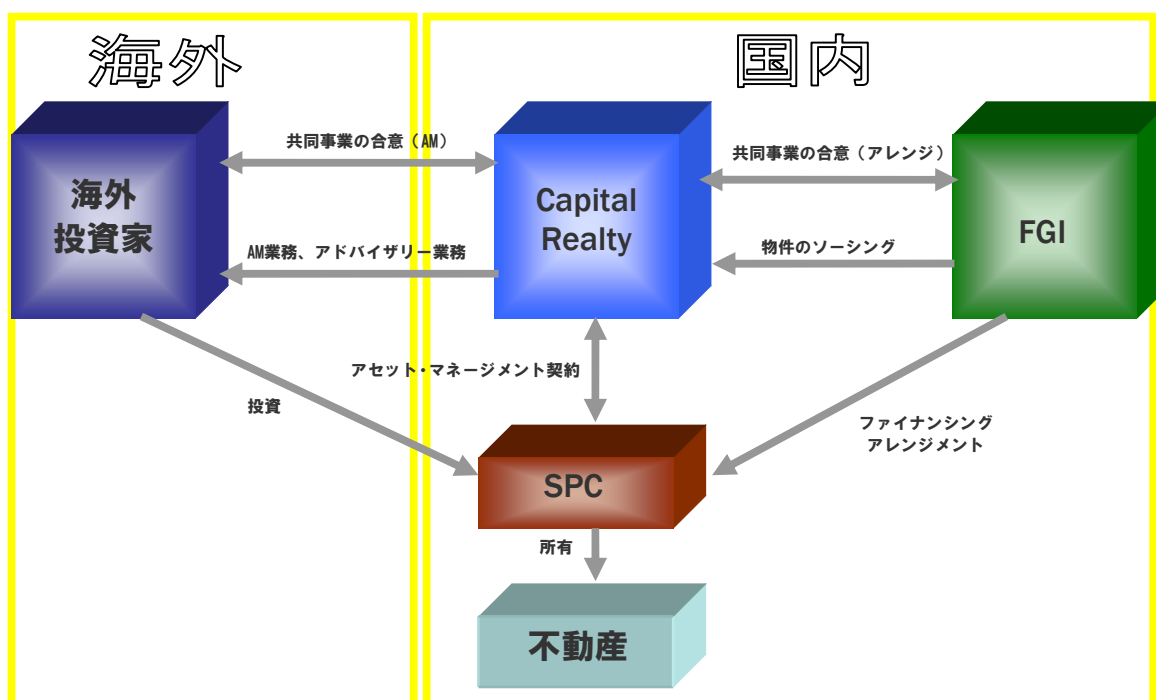 海外
国内
共同事業の合意（AM）
共同事業の合意（アレンジ）
海外
投資家
Capital
Realty
FGI
AM業務、アドバイザリー業務
物件のソーシング
アセット・マネージメント契約
投資
ファイナンシング
アレンジメント
SPC
所有
不動産